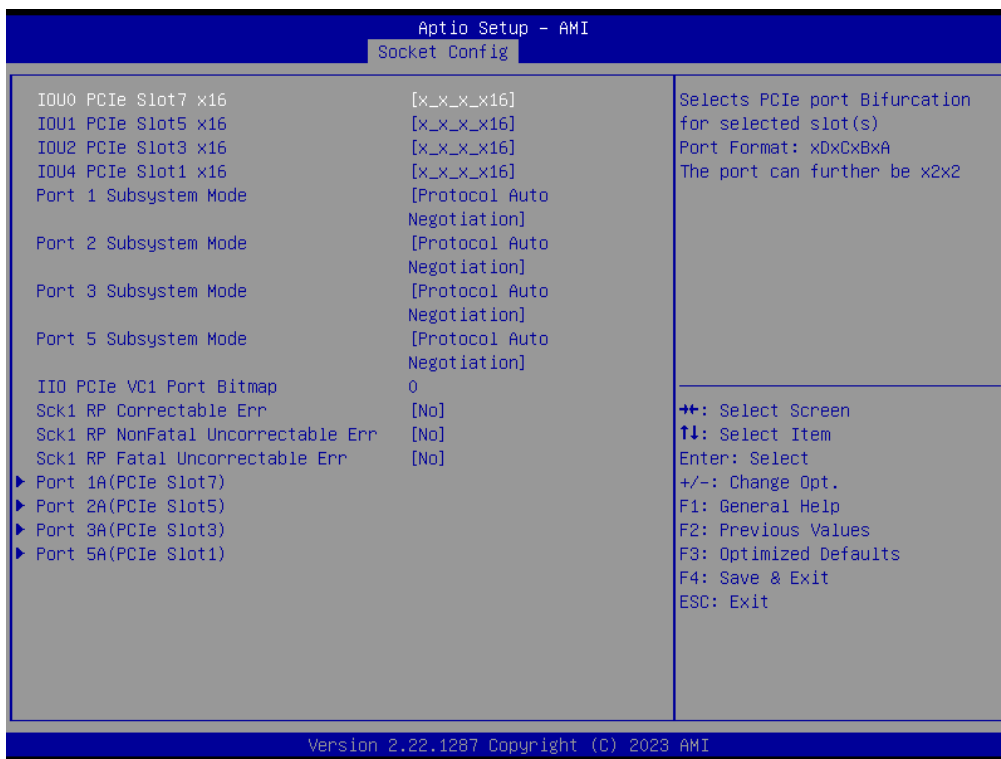 Aptio Setup – AMI
Socket Config
IOU0 PCIe Slot7 x16 [x_x_x_x16]
IOU1 PCIe Slot5 x16 [x_x_x_x16]
IOU2 PCIe Slot3 x16 [x_x_x_x16]
IOU4 PCIe Slot1 x16 [x_x_x_x16]
Port 1 Subsystem Mode [Protocol Auto
Negotiation]
Port 2 Subsystem Mode [Protocol Auto
Negotiation]
Port 3 Subsystem Mode [Protocol Auto
Negotiation]
Port 5 Subsystem Mode [Protocol Auto
Negotiation]
IIO PCIe VC1 Port Bitmap 0
Sck1 RP Correctable Err [No]
Sck1 RP NonFatal Uncorrectable Err [No]
Sck1 RP Fatal Uncorrectable Err [No]
Port 1A(PCIe Slot7)
Port 2A(PCIe Slot5)
Port 3A(PCIe Slot3)
Port 5A(PCIe Slot1)
Selects PCIe port Bifurcation
for selected slot(s)
Port Format: xDxCxBxA
The port can further be x2x2
→←: Select Screen
↑↓: Select Item
Enter: Select
+/-: Change Opt.
F1: General Help
F2: Previous Values
F3: Optimized Defaults
F4: Save & Exit
ESC: Exit
Version 2.22.1287 Copyright (C) 2023 AMI